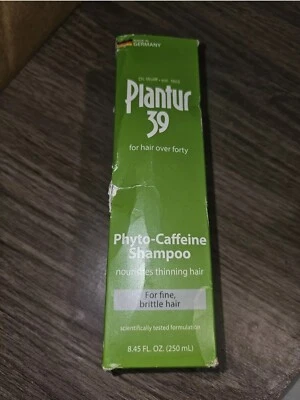 MADE IN
GERMANY
Dr. Wolff est. 1905
Plantur
39
for hair over forty
Phyto-Caffeine
Shampoo
nourishes thinning hair
For fine,
brittle hair
scientifically tested formulation
8.45 FL. OZ. (250 mL)